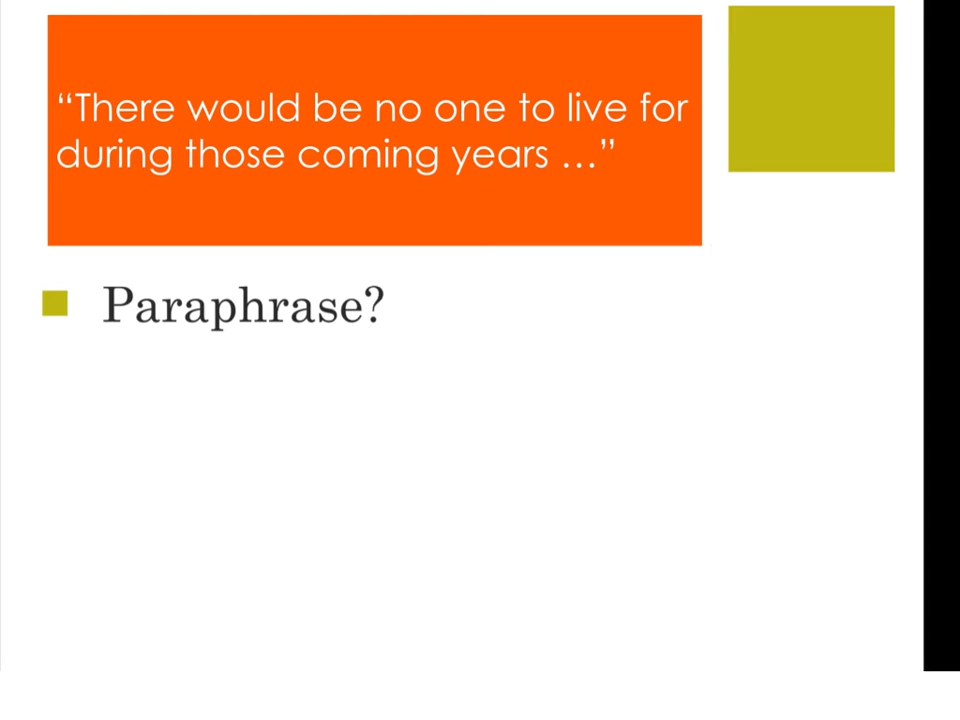 “There would be no one to live for
during those coming years …”
Paraphrase?